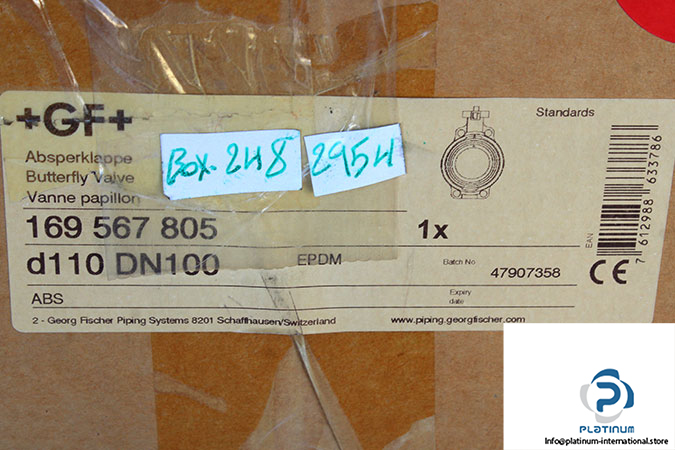 +GF+
Absperklappe
Butterfly Valve
Vanne papillon
Box-248
2954
Standards
169 567 805
1x
d110 DN100
EPDM
Batch No
47907358
ABS
Expiry
date
2 - Georg Fischer Piping Systems 8201 Schaffhausen/Switzerland
www.piping.georgfischer.com
EAN
7 612988 633786
CE
PLATINUM
Info@platinum-international.store